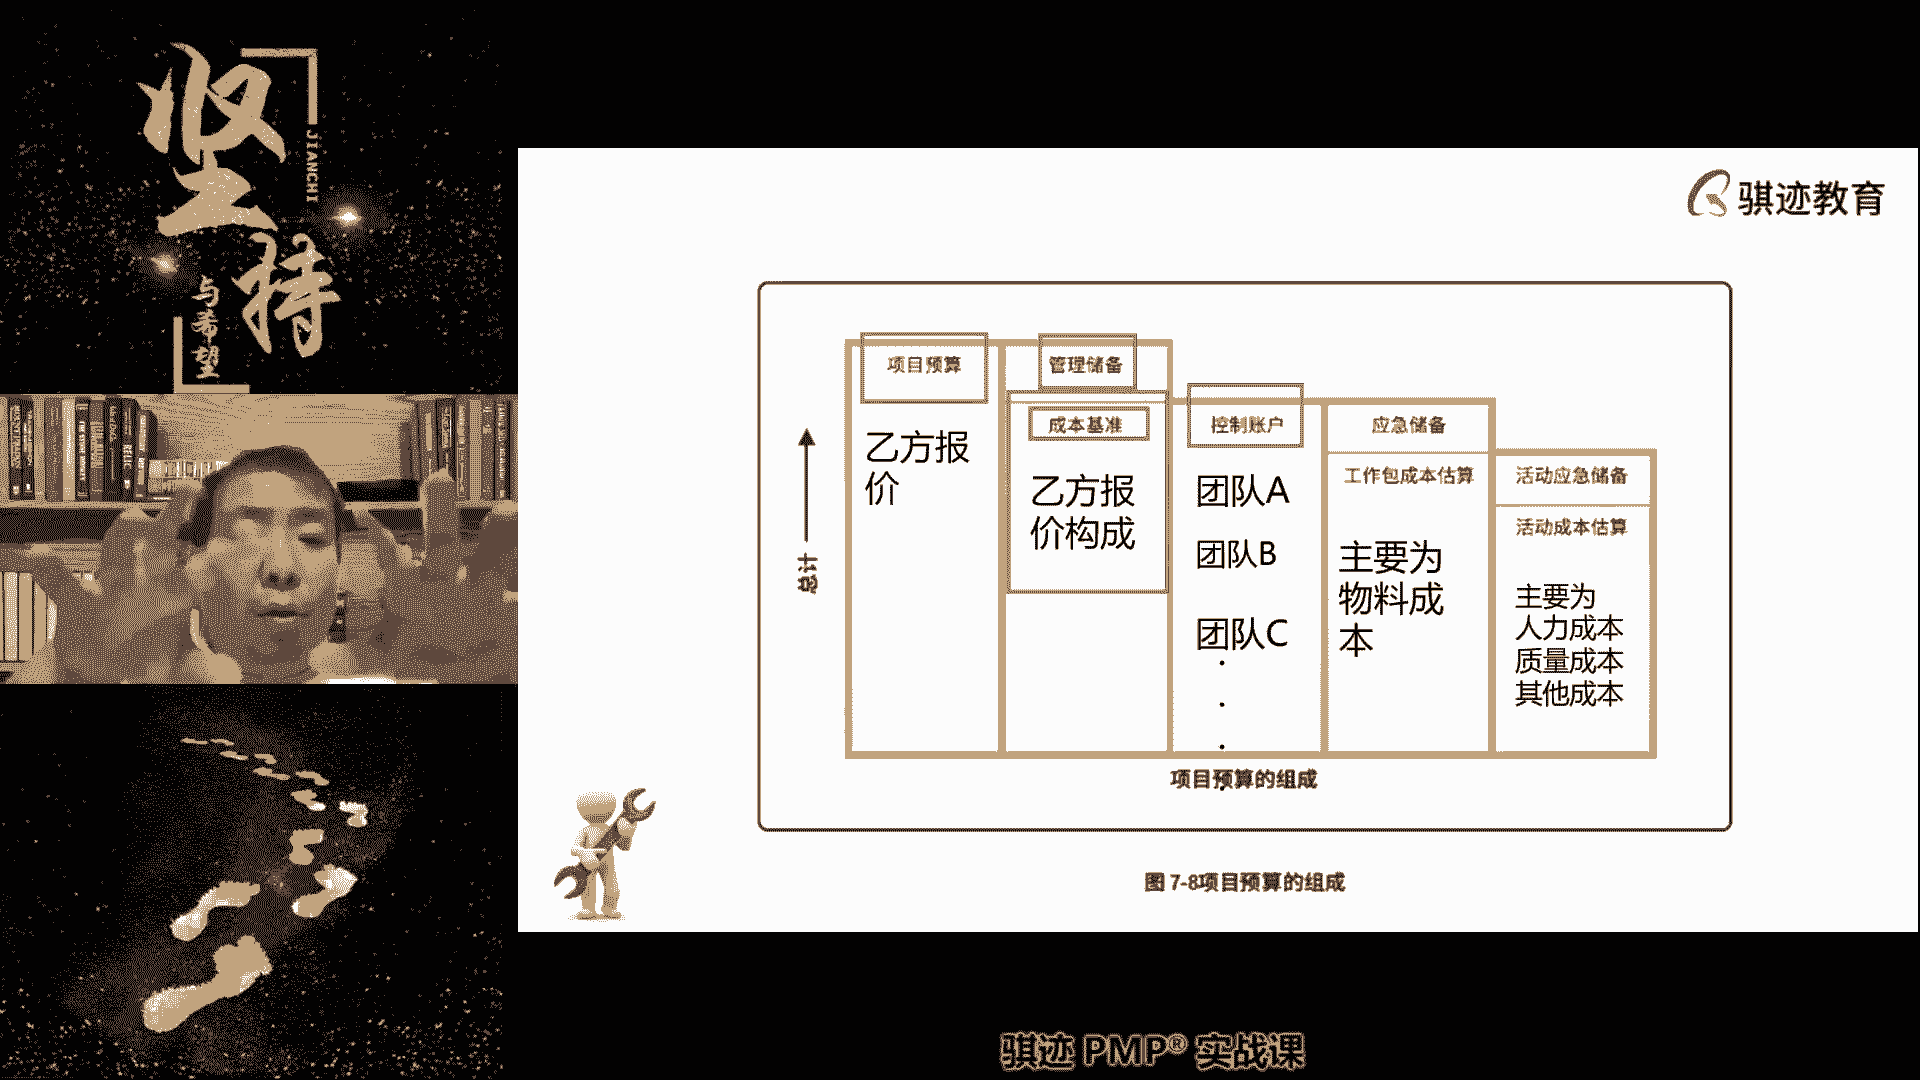 坚持
JIANCHI
与希望
骐迹教育
项目预算
乙方报
价
管理储备
成本基准
乙方报
价构成
控制账户
团队A
团队B
团队C
应急储备
工作包成本估算
主要为
物料成
本
活动应急储备
活动成本估算
主要为
人力成本
质量成本
其他成本
总计
项目预算的组成
图 7-8项目预算的组成
骐迹 PMP® 实战课